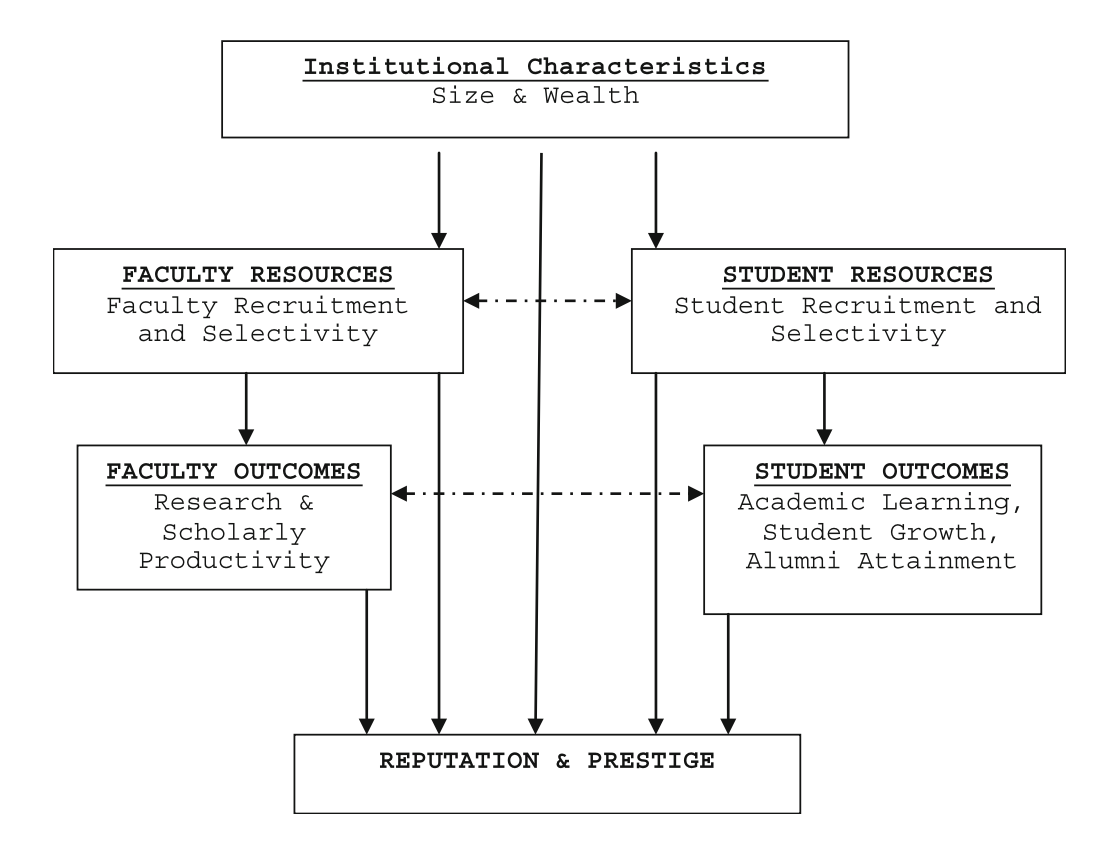 Institutional Characteristics
Size & Wealth
FACULTY RESOURCES
Faculty Recruitment
and Selectivity
STUDENT RESOURCES
Student Recruitment and
Selectivity
FACULTY OUTCOMES
Research &
Scholarly
Productivity
STUDENT OUTCOMES
Academic Learning,
Student Growth,
Alumni Attainment
REPUTATION & PRESTIGE